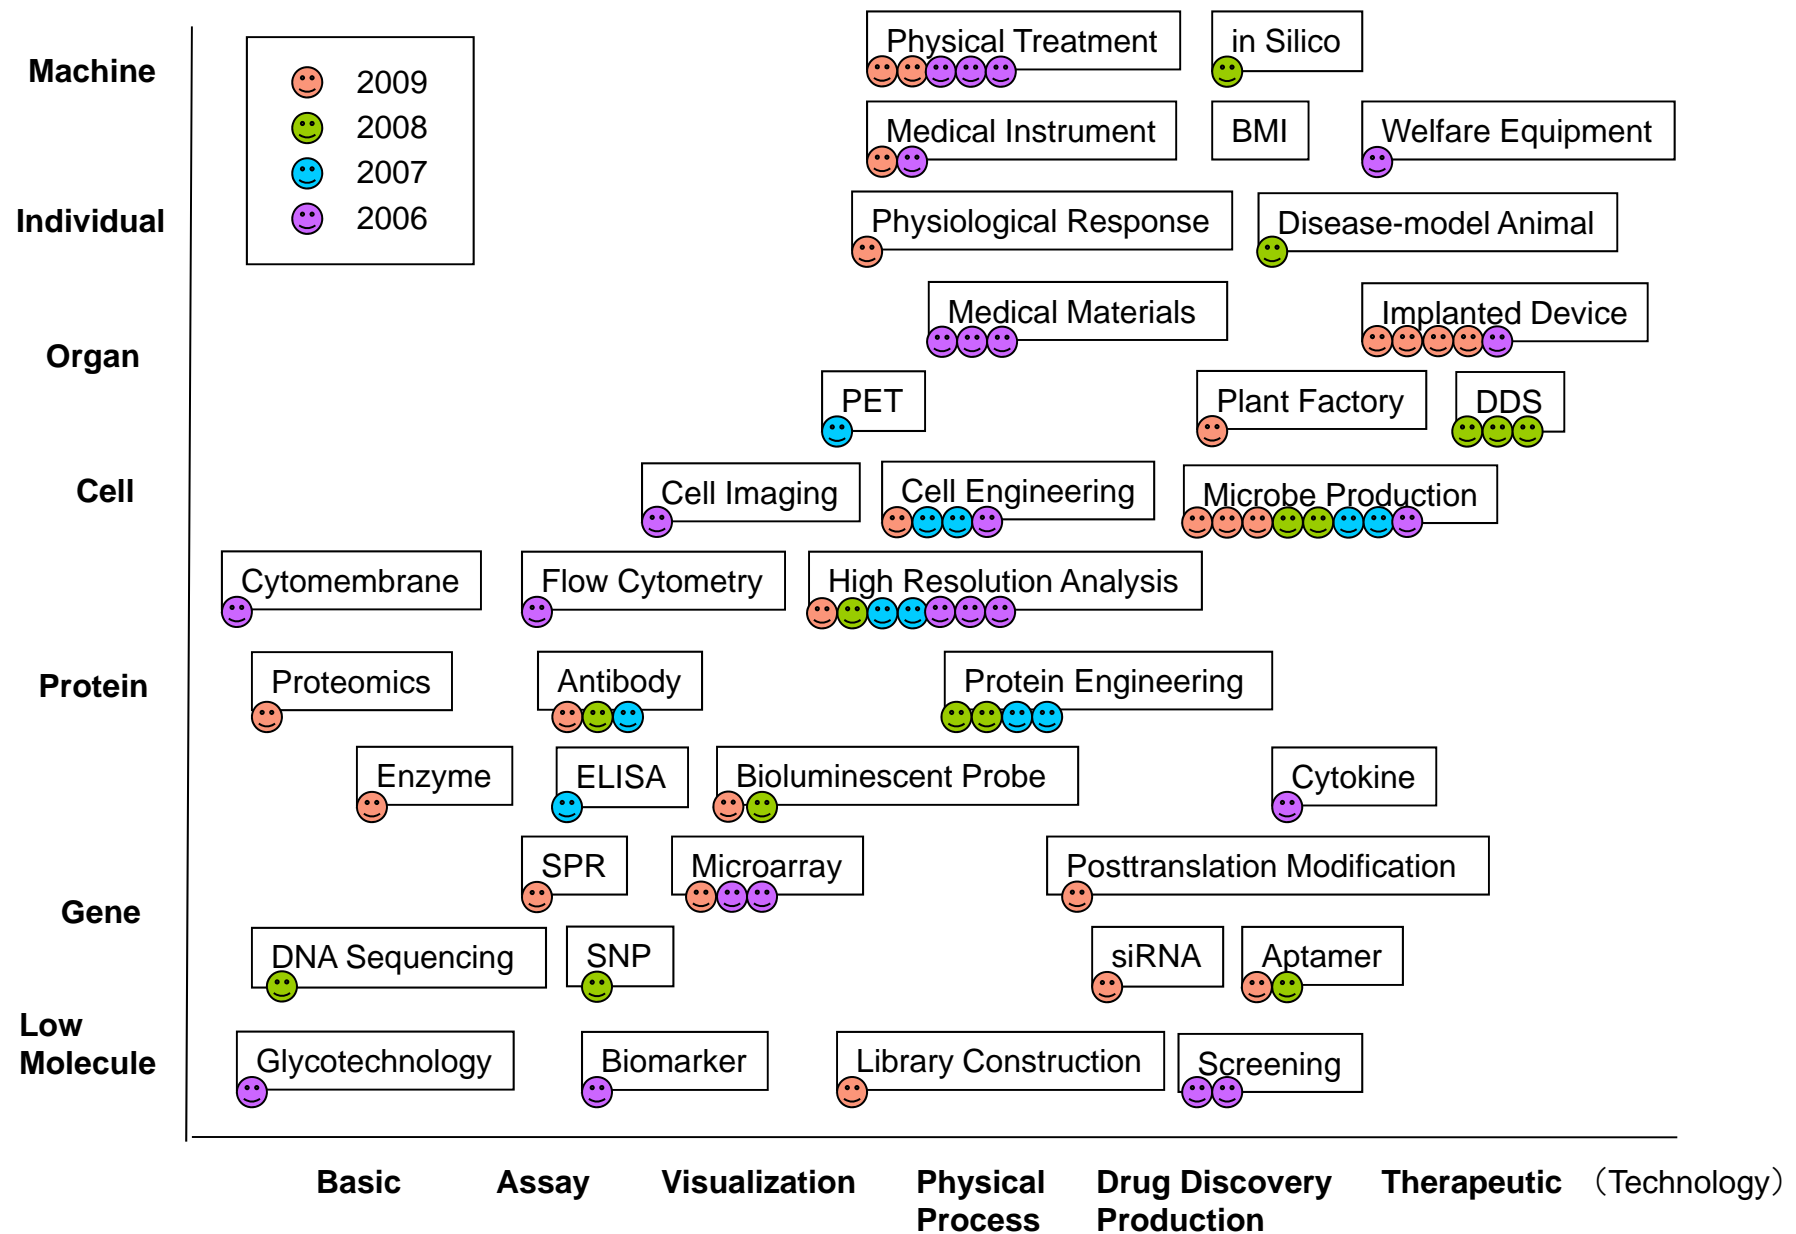 Machine
Individual
Organ
Cell
Protein
Gene
Low
Molecule
2009
2008
2007
2006
Physical Treatment
in Silico
Medical Instrument
BMI
Welfare Equipment
Physiological Response
Disease-model Animal
Medical Materials
Implanted Device
PET
Plant Factory
DDS
Cell Imaging
Cell Engineering
Microbe Production
Cytomembrane
Flow Cytometry
High Resolution Analysis
Proteomics
Antibody
Protein Engineering
Enzyme
ELISA
Bioluminescent Probe
Cytokine
SPR
Microarray
Posttranslation Modification
DNA Sequencing
SNP
siRNA
Aptamer
Glycotechnology
Biomarker
Library Construction
Screening
Basic
Assay
Visualization
Physical
Process
Drug Discovery
Production
Therapeutic
（Technology）